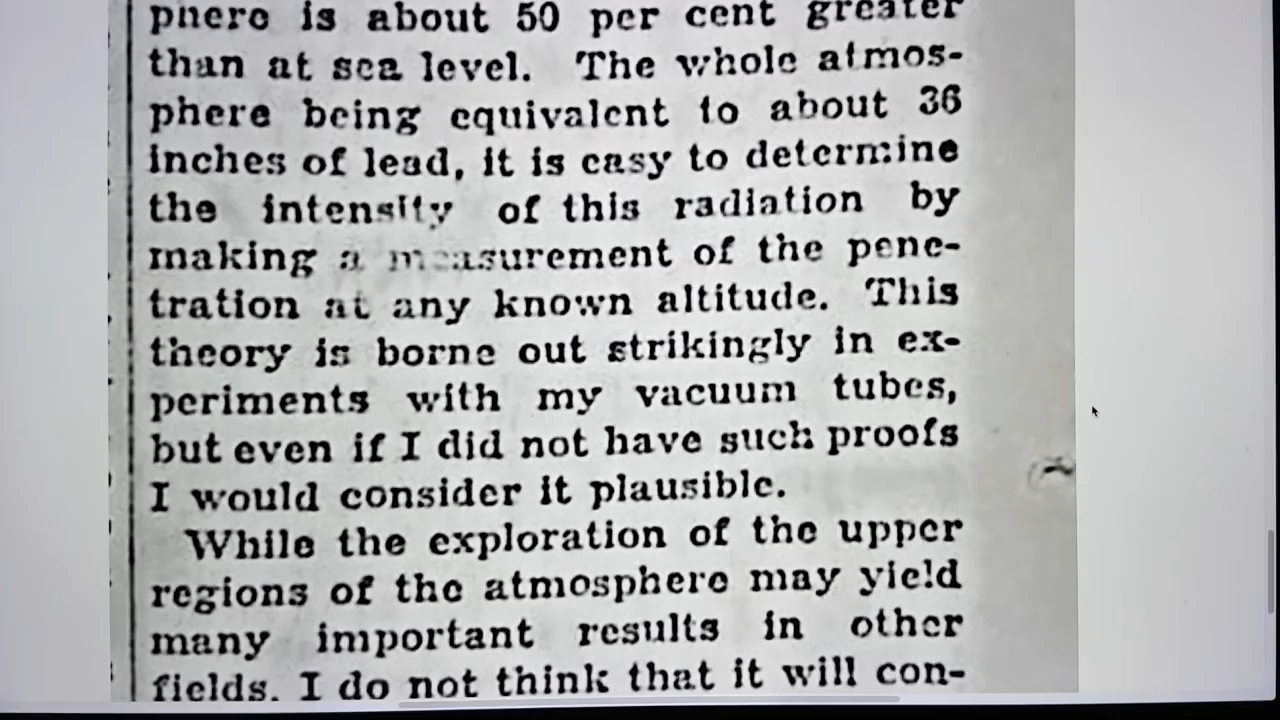 phere is about 50 per cent greater
than at sea level. The whole atmos-
phere being equivalent to about 36
inches of lead, it is easy to determine
the intensity of this radiation by
making a measurement of the pene-
tration at any known altitude. This
theory is borne out strikingly in ex-
periments with my vacuum tubes,
but even if I did not have such proofs
I would consider it plausible.
While the exploration of the upper
regions of the atmosphere may yield
many important results in other
fields, I do not think that it will con-